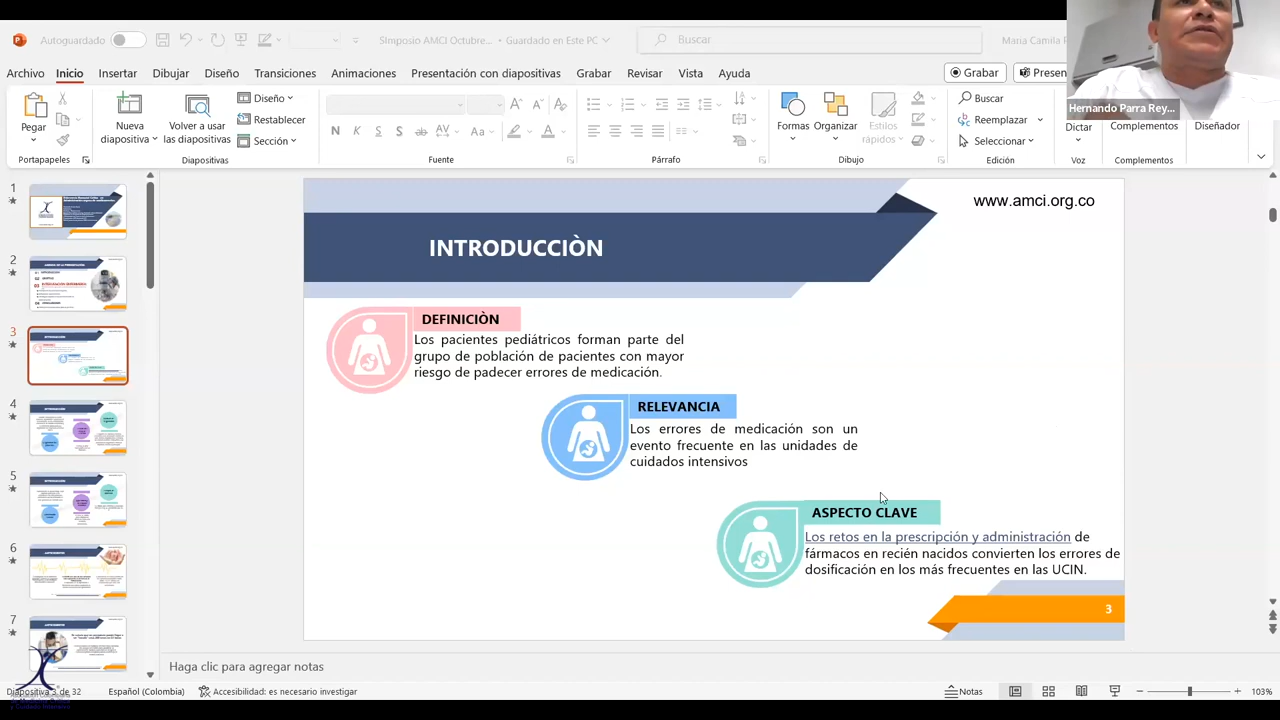 Autoguardado
SImposio AMCI Octubre... • Guardado en Este PC
Buscar
Maria Camila P
Archivo Inicio Insertar Dibujar Diseño Transiciones Animaciones Presentación con diapositivas Grabar Revisar Vista Ayuda
Grabar
Presen
Hernando Parra Rey...
Pegar
Nueva diapositiva
Volver a usar las diapositivas
Diseño
Restablecer
Sección
Formas
Organizar
Estilos rápidos
Buscar
Reemplazar
Seleccionar
Dictar
Complementos
Diseñador
Portapapeles
Diapositivas
Fuente
Párrafo
Dibujo
Edición
Voz
Complementos
1
2
3
4
5
6
7
www.amci.org.co
INTRODUCCIÒN
DEFINICIÒN
Los pacientes pediátricos forman parte del
grupo de población de pacientes con mayor
riesgo de padecer errores de medicación.
RELEVANCIA
Los errores de medicación son un
evento frecuente en las unidades de
cuidados intensivos
ASPECTO CLAVE
Los retos en la prescripción y administración de
fármacos en recién nacidos convierten los errores de
dosificación en los más frecuentes en las UCIN.
3
Haga clic para agregar notas
Diapositiva 3 de 32
Español (Colombia)
Accesibilidad: es necesario investigar
Notas
103%